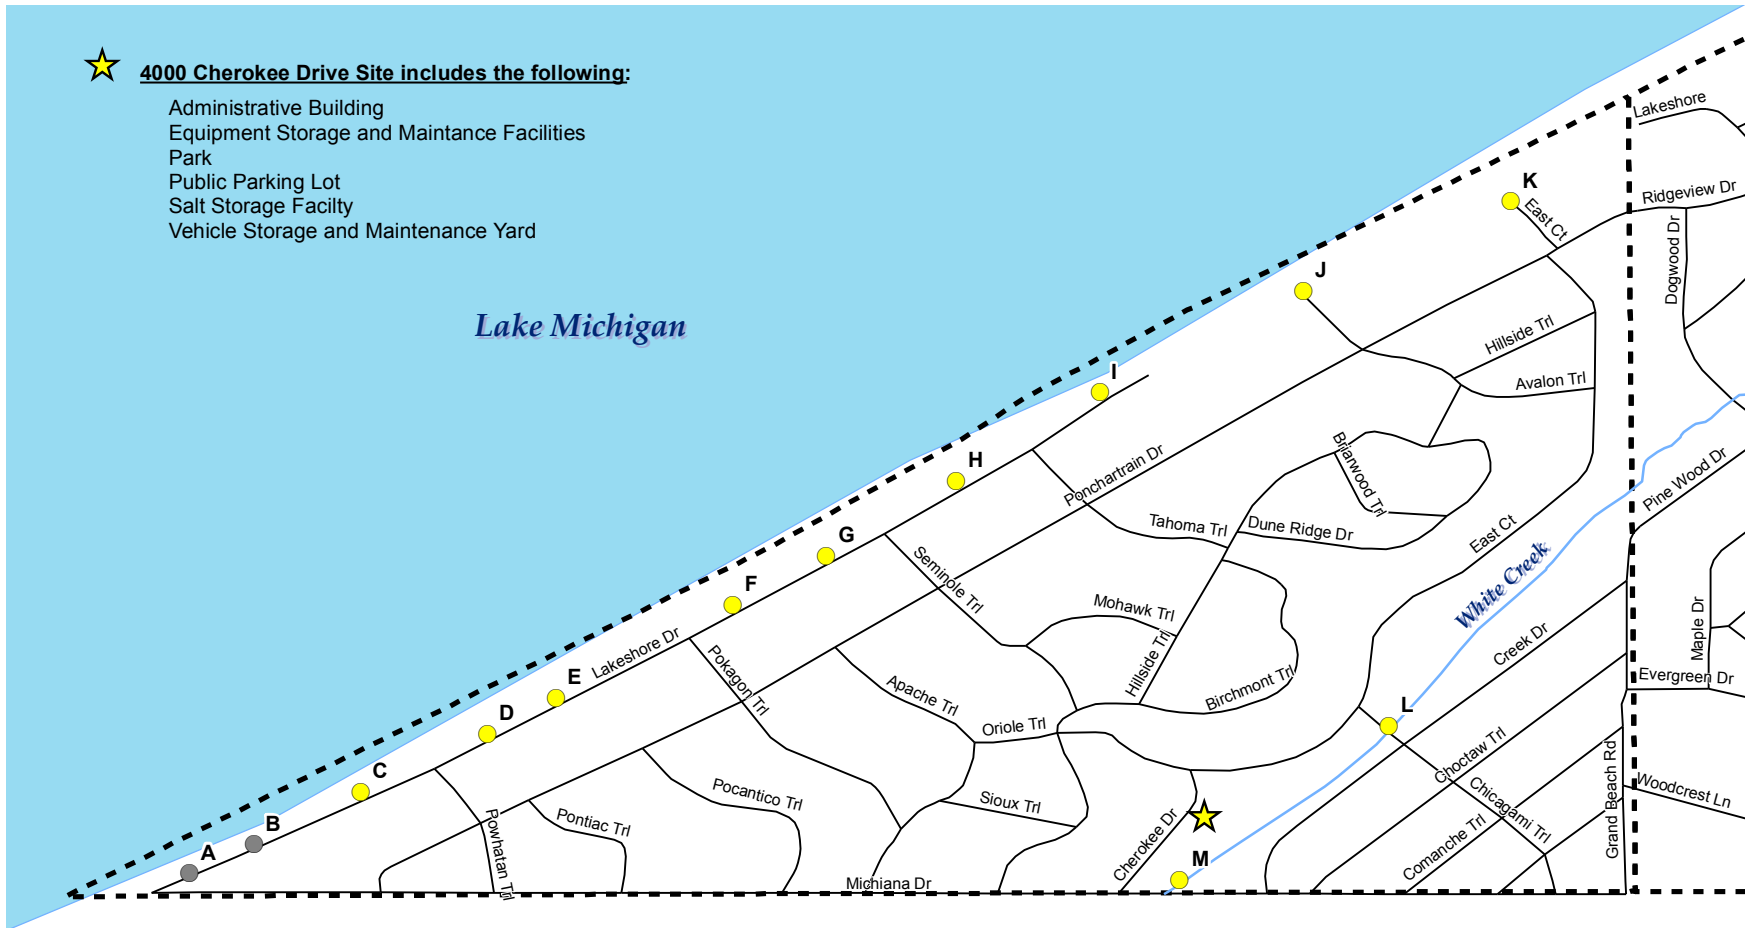 4000 Cherokee Drive Site includes the following:
Administrative Building
Equipment Storage and Maintance Facilities
Park
Public Parking Lot
Salt Storage Facilty
Vehicle Storage and Maintenance Yard
Lake Michigan
Lakeshore
K
Ridgeview Dr
East Ct
Dogwood Dr
J
Hillside Trl
I
Avalon Trl
H
Ponchartrain Dr
Briarwood Trl
Pine Wood Dr
Tahoma Trl
Dune Ridge Dr
East Ct
G
Seminole Trl
White Creek
F
Mohawk Trl
Lakeshore Dr
Hillside Trl
Creek Dr
Maple Dr
E
Pokagon Trl
Apache Trl
Birchmont Trl
Evergreen Dr
D
Oriole Trl
L
Choctaw Trl
C
Pocantico Trl
Sioux Trl
Chicagami Trl
Grand Beach Rd
Woodcrest Ln
B
Powhatan Trl
Pontiac Trl
Cherokee Dr
Comanche Trl
A
M
Michiana Dr